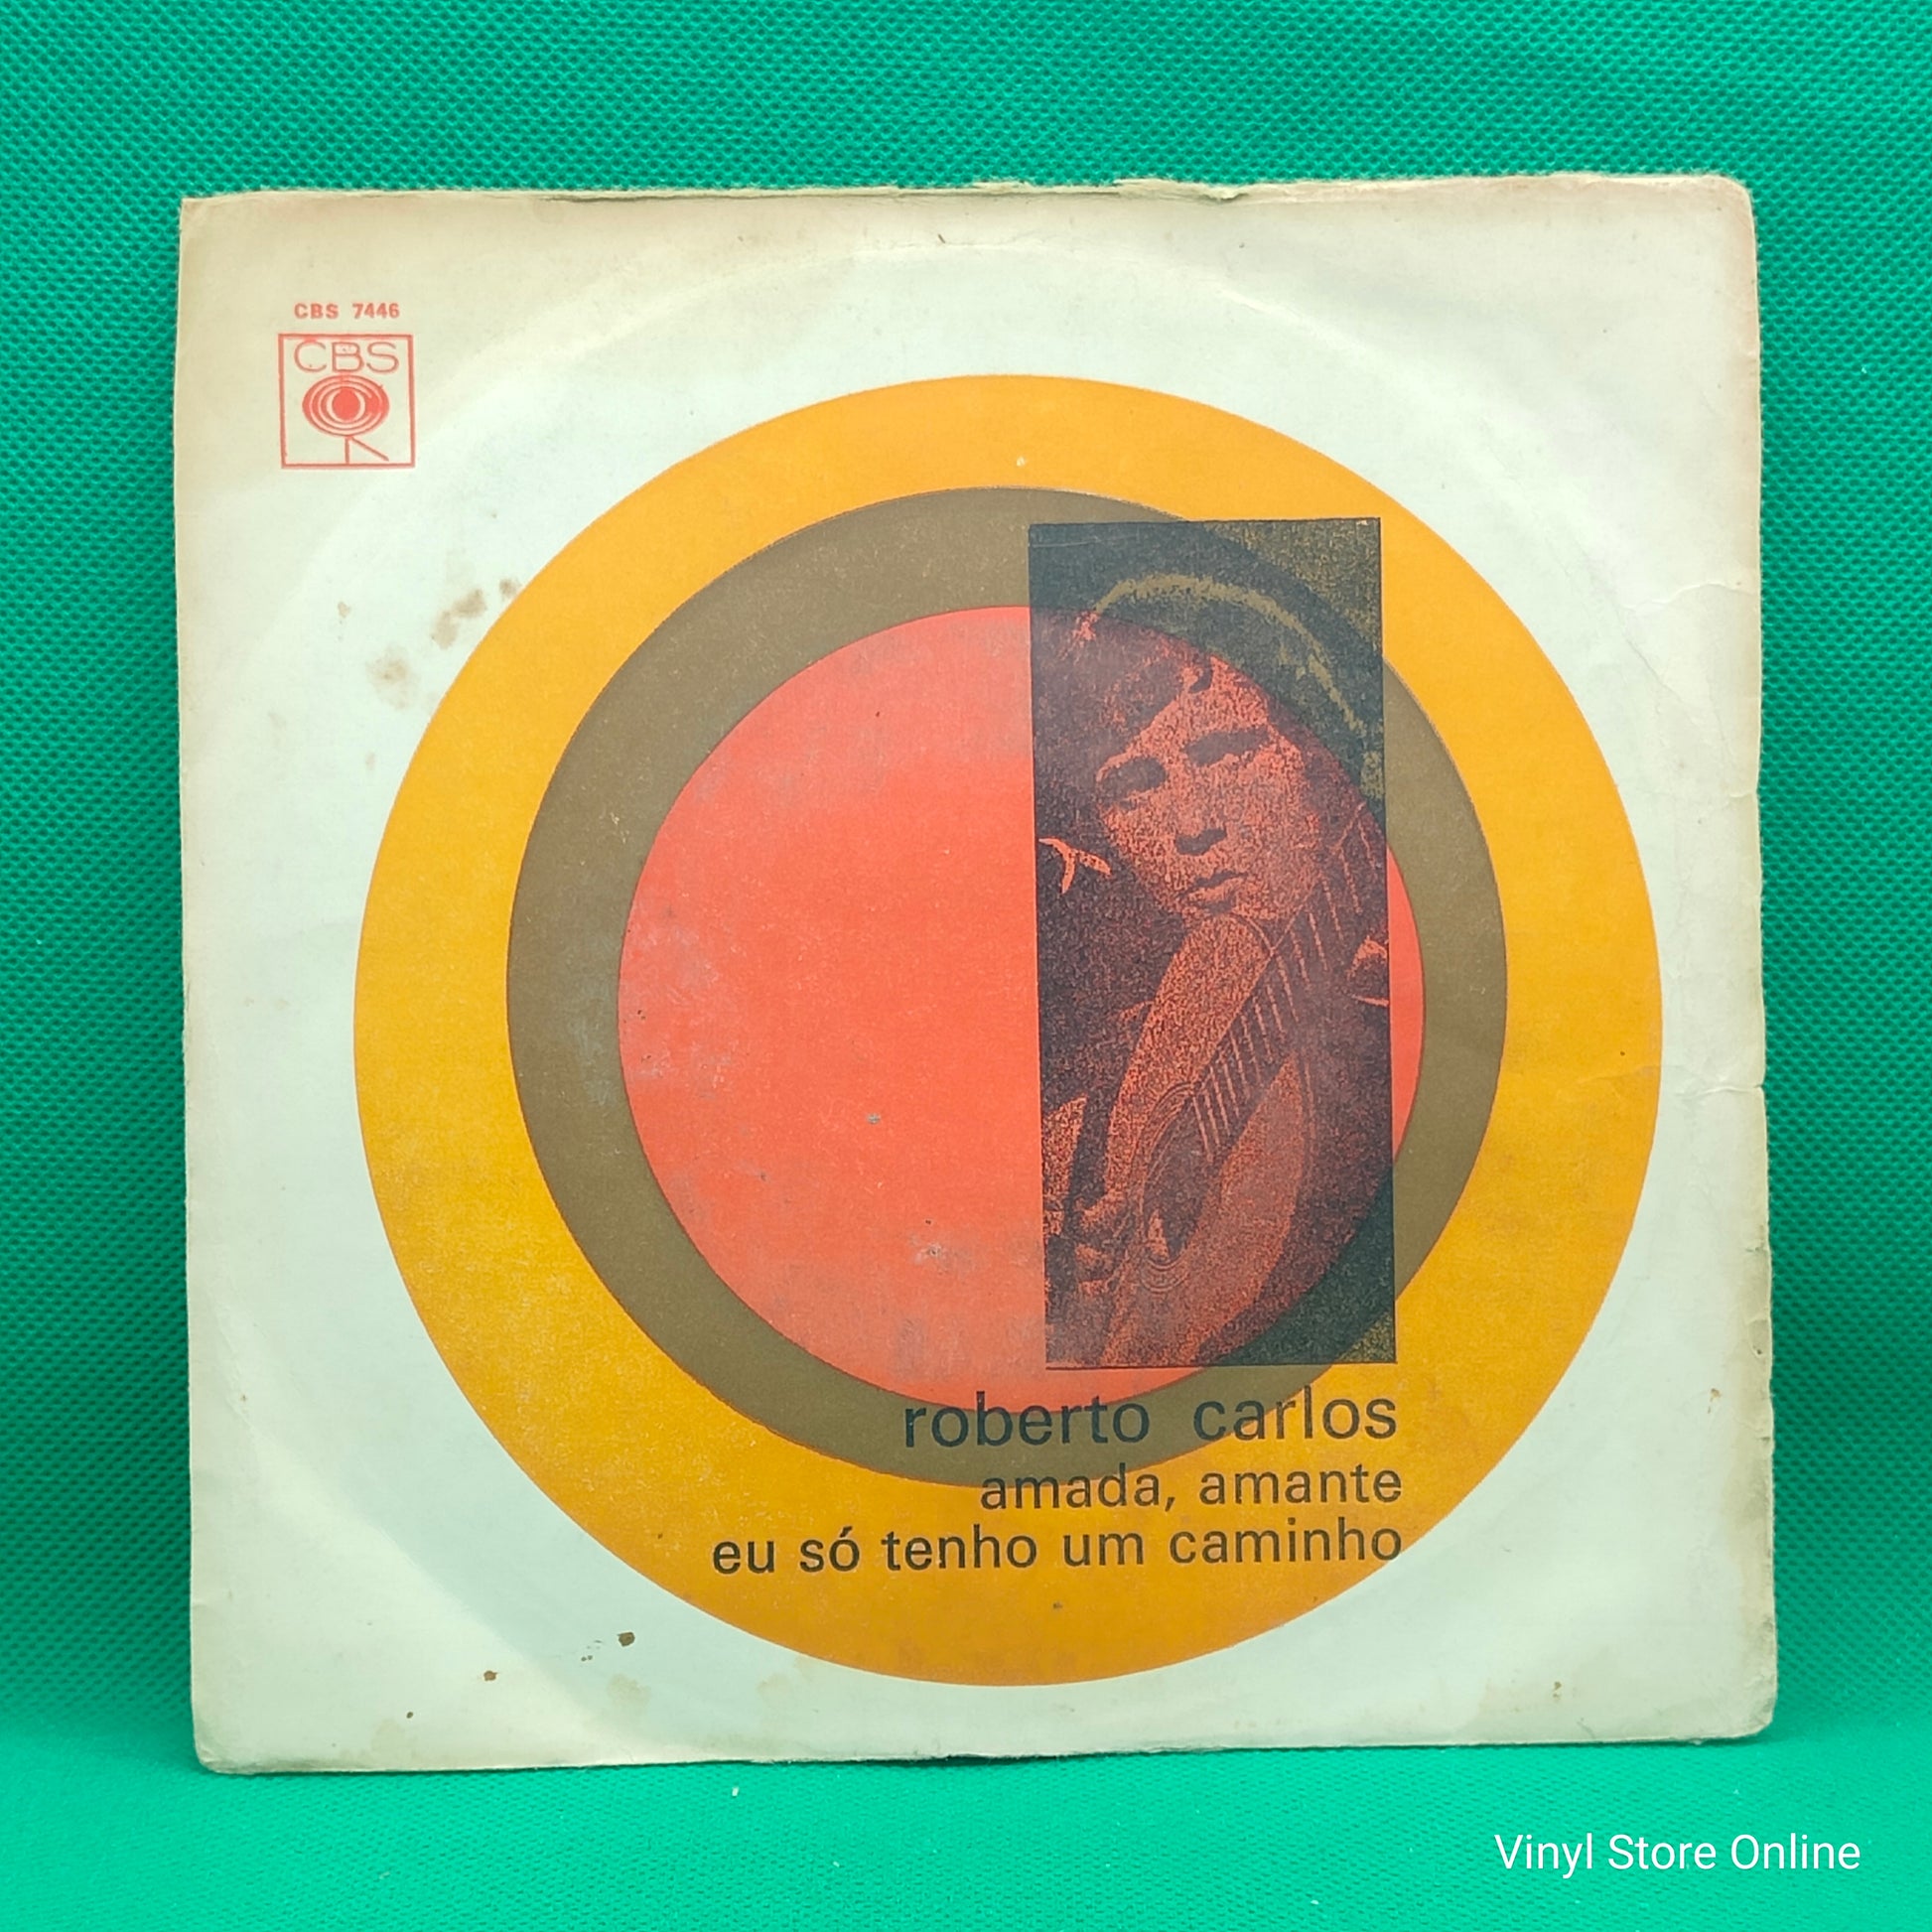 CBS 7446
CBS
roberto carlos
amada, amante
eu só tenho um caminho
Vinyl Store Online